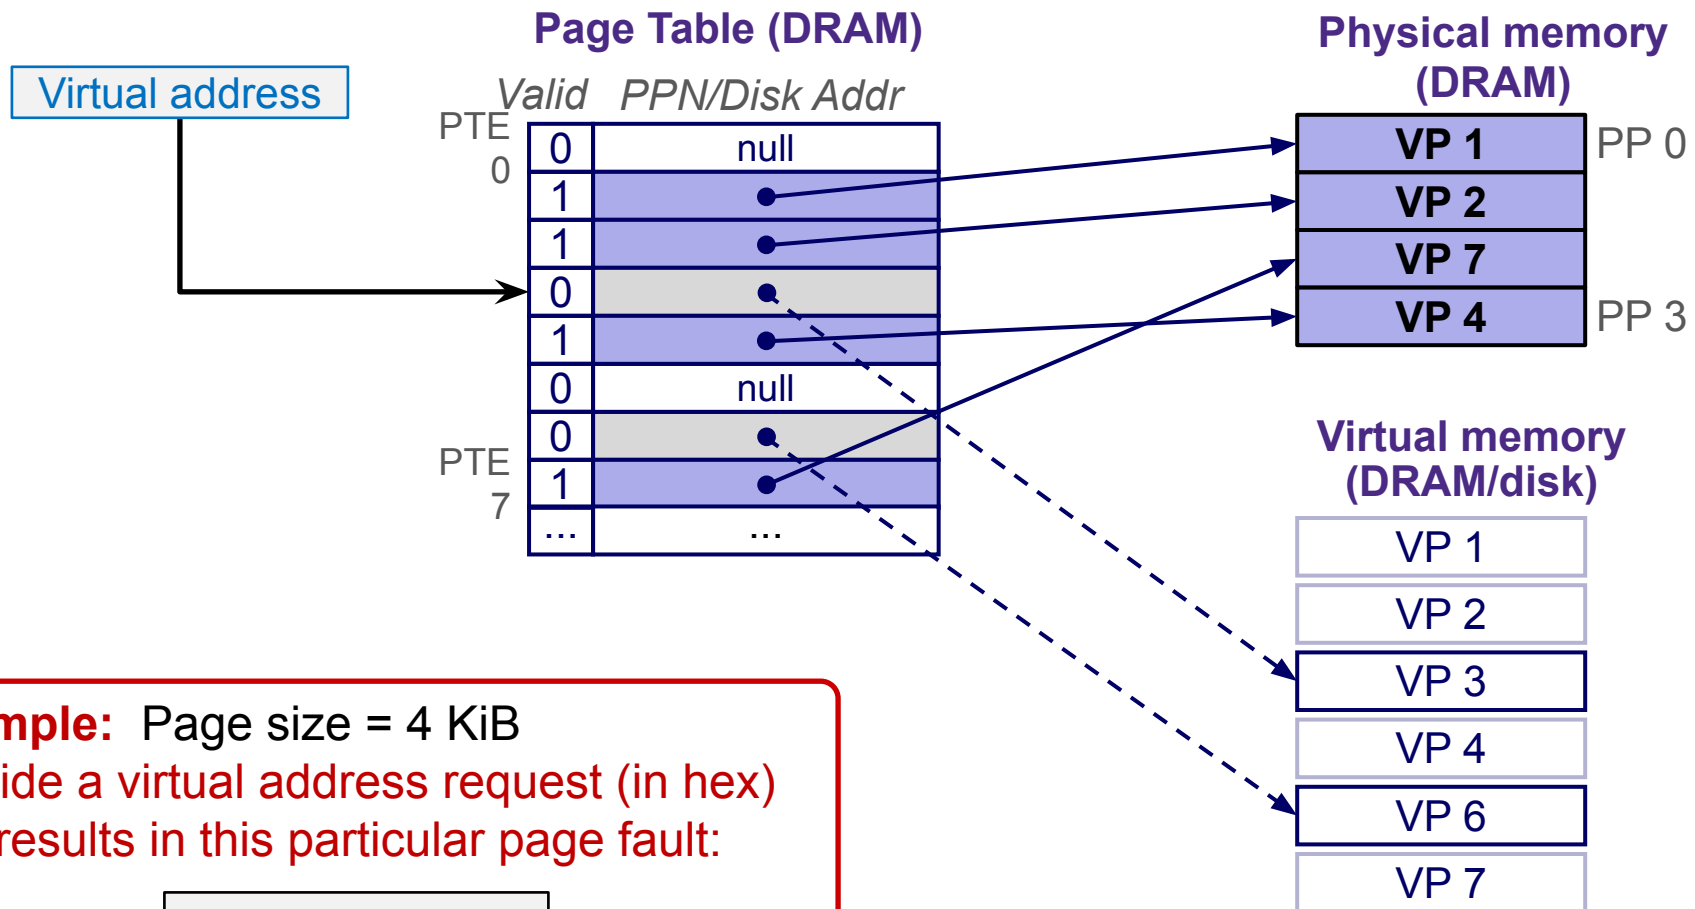 Page Table (DRAM)
Physical memory
(DRAM)
Virtual address
Valid PPN/Disk Addr
PTE
0
0 null
1
1
0
1
0 null
0
1
PTE
7
... ...
VP 1 PP 0
VP 2
VP 7
VP 4 PP 3
Virtual memory
(DRAM/disk)
VP 1
VP 2
VP 3
VP 4
VP 6
VP 7
mple: Page size = 4 KiB
ide a virtual address request (in hex)
results in this particular page fault: